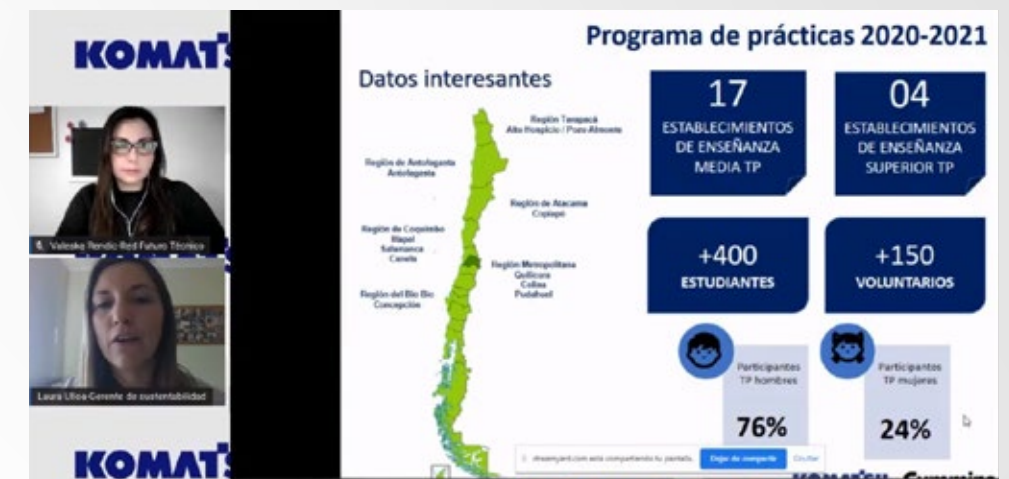 KOMATS
Valeska Rendic-Red Futuro Técnico
Laura Ulloa-Gerente de sustentabilidad
KOMATS
Programa de prácticas 2020-2021
Datos interesantes
Región Tarapacá
Alto Hospicio / Pozo Almonte
Región de Antofagasta
Antofagasta
Región de Atacama
Copiapó
Región de Coquimbo
Illapel
Salamanca
Canela
Región Metropolitana
Quilicura
Colina
Pudahuel
Región del Bio Bio
Concepción
17
ESTABLECIMIENTOS
DE ENSEÑANZA
MEDIA TP
04
ESTABLECIMIENTOS
DE ENSEÑANZA
SUPERIOR TP
+400
ESTUDIANTES
+150
VOLUNTARIOS
Participantes
TP hombres
76%
Participantes
TP mujeres
24%
streamyard.com está compartiendo tu pantalla.
Dejar de compartir
Ocultar
KOMATSU Cummins